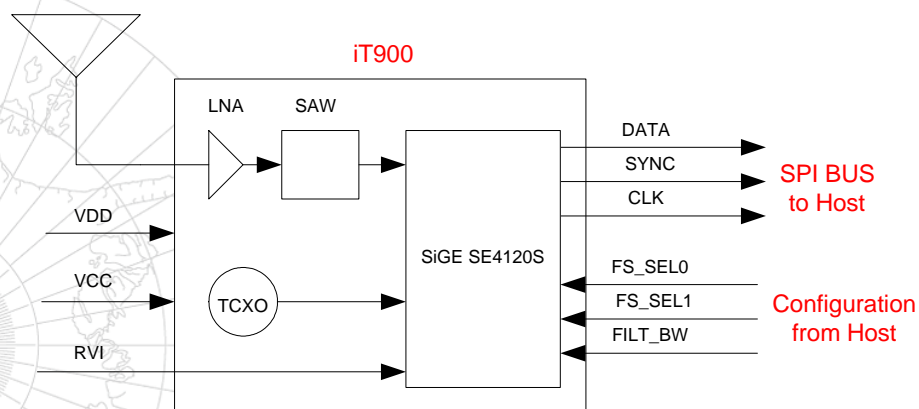 iT900
LNA
SAW
DATA
SYNC
SPI BUS
to Host
CLK
VDD
SiGE SE4120S
FS_SEL0
VCC
TCXO
FS_SEL1
Configuration
from Host
FILT_BW
RVI